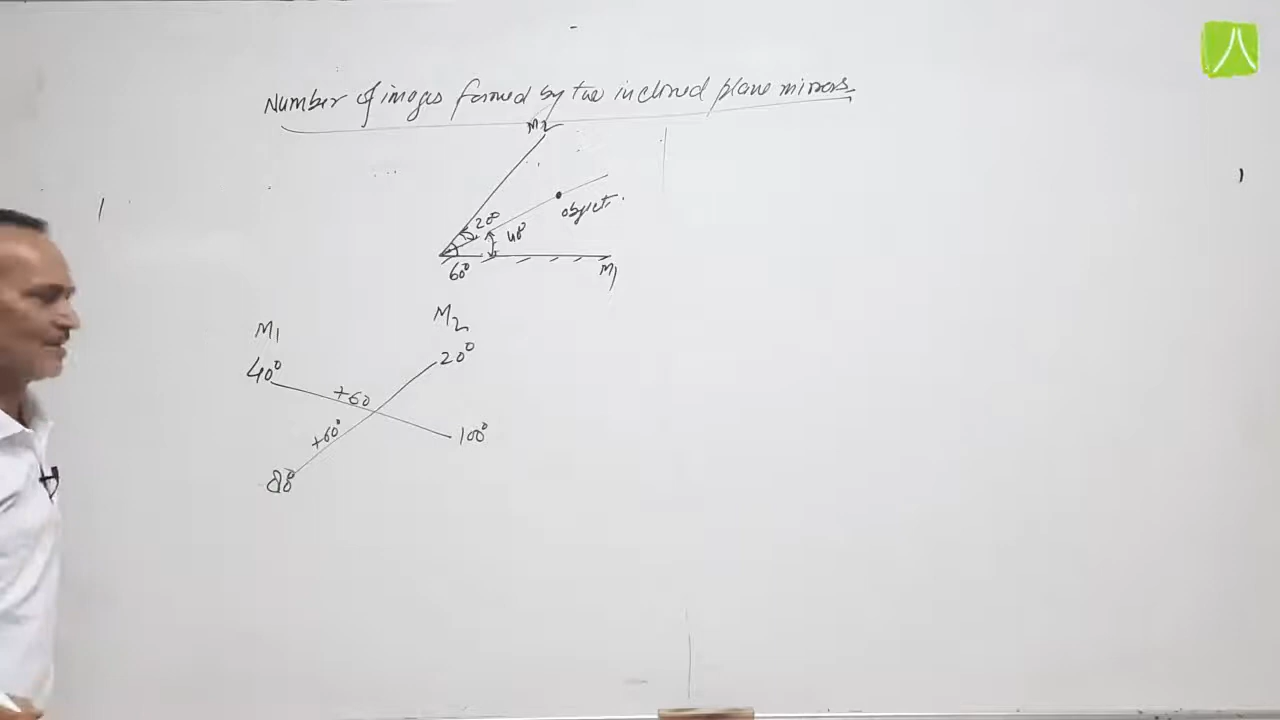 Number of images formed by two inclined plane mirrors
M2
20°
object.
40°
60°
M1
M1
M2
40°
20°
+60
+60°
100°
80°